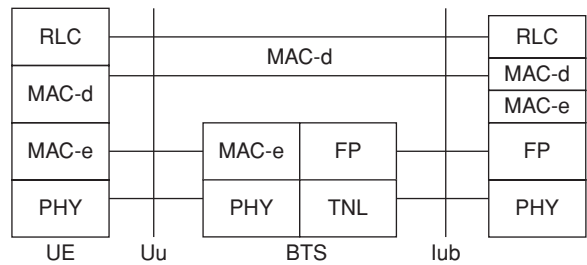 RLC
MAC-d
MAC-e
PHY
UE
Uu
MAC-d
MAC-e
FP
PHY
TNL
BTS
Iub
RLC
MAC-d
MAC-e
FP
PHY